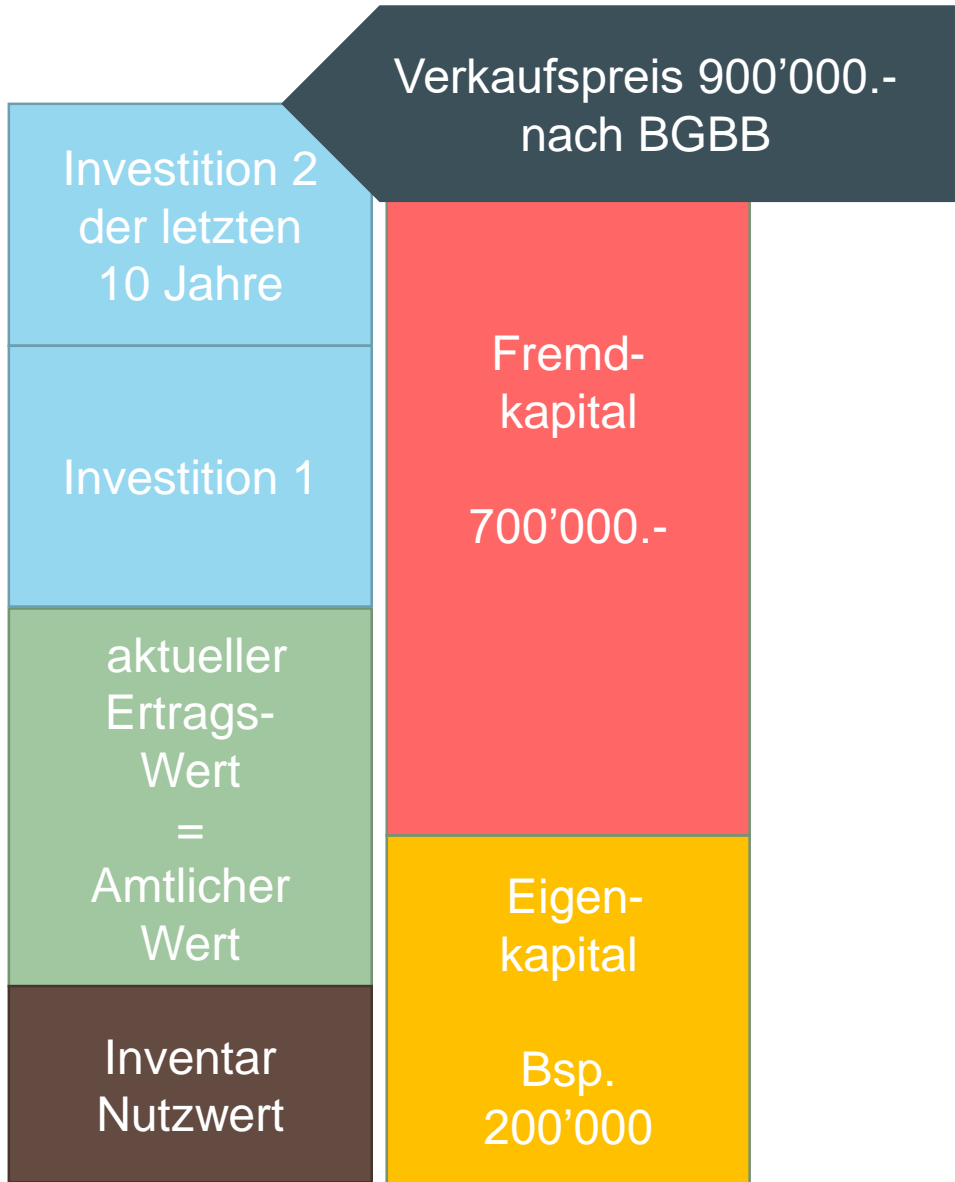 Verkaufspreis 900’000.-
nach BGBB
Investition 2
der letzten
10 Jahre
Investition 1
aktueller
Ertrags-
Wert
=
Amtlicher
Wert
Inventar
Nutzwert
Fremd-
kapital
700’000.-
Eigen-
kapital
Bsp.
200’000